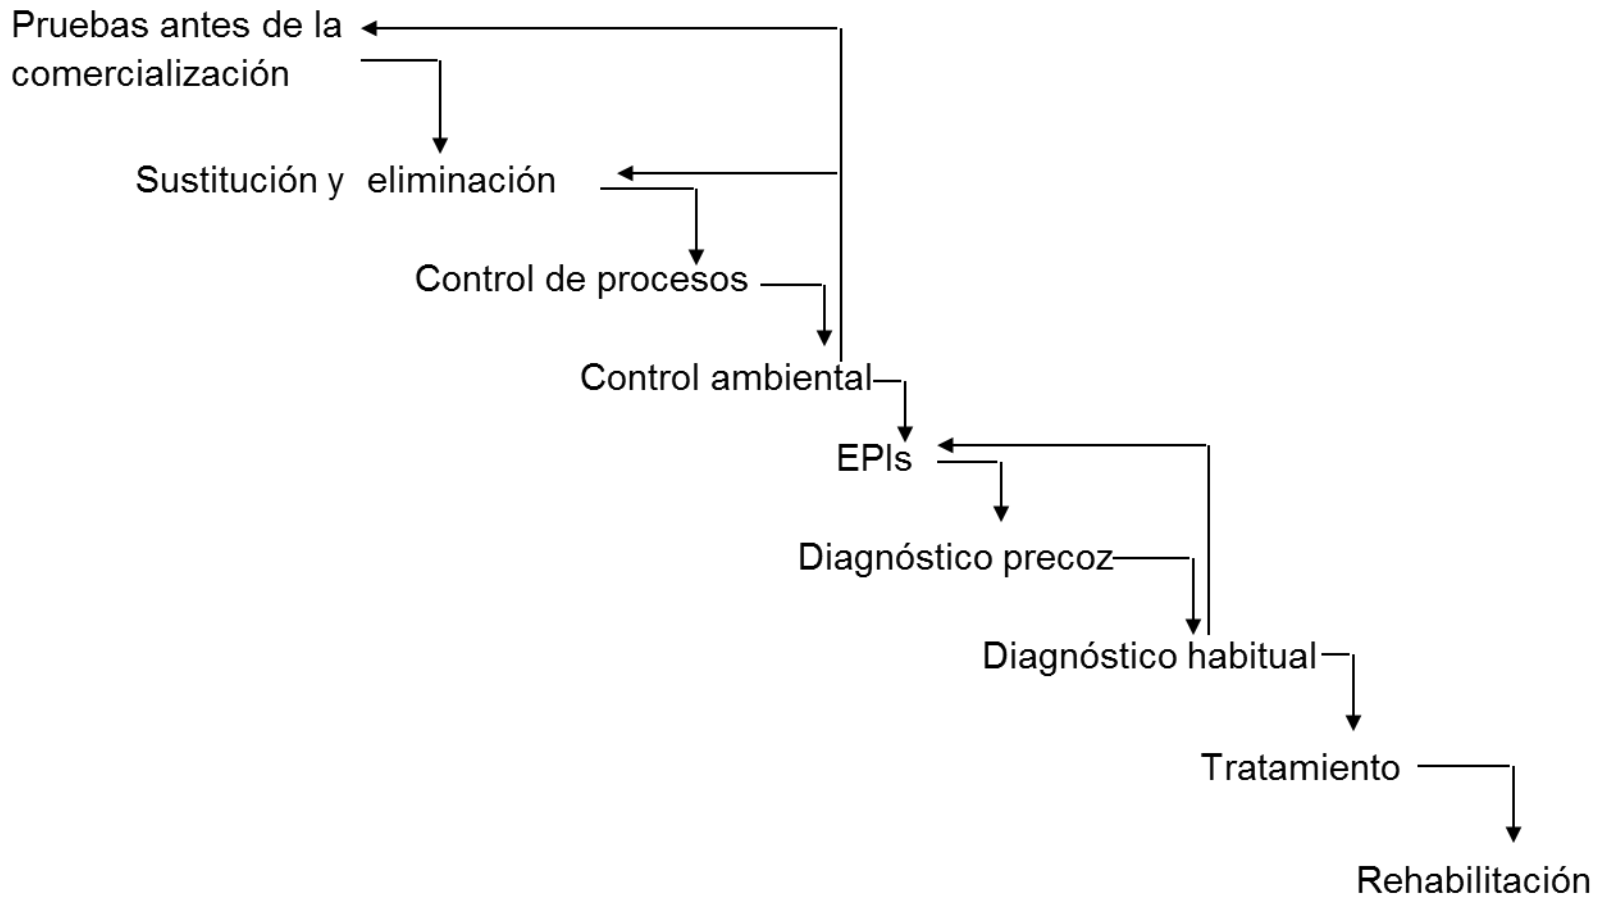 Pruebas antes de la
comercialización
Sustitución y eliminación
Control de procesos
Control ambiental
EPIs
Diagnóstico precoz
Diagnóstico habitual
Tratamiento
Rehabilitación